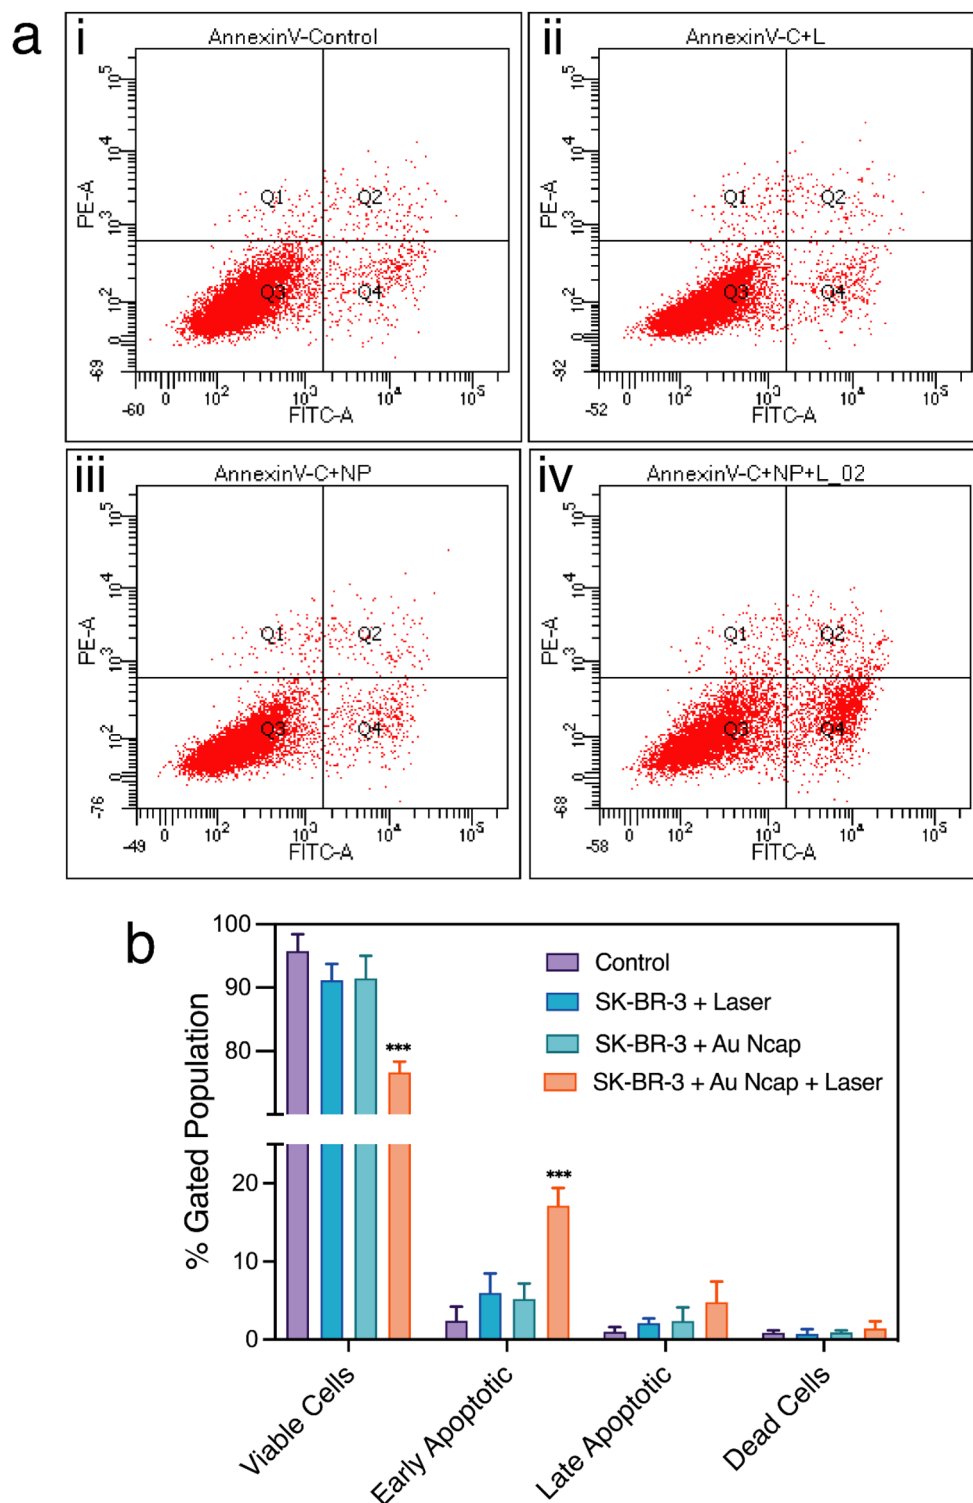 a
i
AnnexinV-Control
PE-A
10^5
10^4
10^3
10^2
0
-69
Q1
Q2
Q3
Q4
-60
0
10^2
10^3
10^4
10^5
FITC-A
ii
AnnexinV-C+L
PE-A
10^5
10^4
10^3
10^2
0
-92
Q1
Q2
Q3
Q4
-52
0
10^2
10^3
10^4
10^5
FITC-A
iii
AnnexinV-C+NP
PE-A
10^5
10^4
10^3
10^2
0
-76
Q1
Q2
Q3
Q4
-49
0
10^2
10^3
10^4
10^5
FITC-A
iv
AnnexinV-C+NP+L_02
PE-A
10^5
10^4
10^3
10^2
0
-68
Q1
Q2
Q3
Q4
-58
0
10^2
10^3
10^4
10^5
FITC-A
b
% Gated Population
100
90
80
20
10
0
***
***
Control
SK-BR-3 + Laser
SK-BR-3 + Au Ncap
SK-BR-3 + Au Ncap + Laser
Viable Cells
Early Apoptotic
Late Apoptotic
Dead Cells